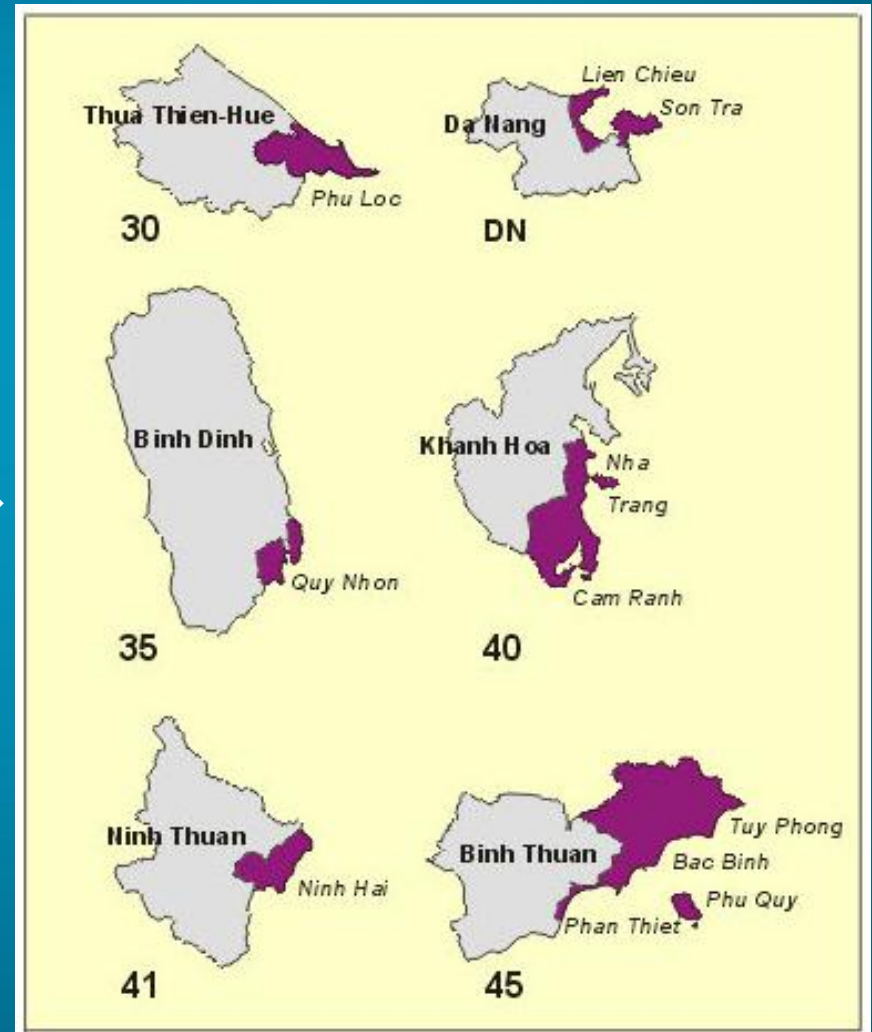 Thua Thien-Hue
Phu Loc
30
Lien Chieu
Son Tra
Da Nang
DN
Binh Dinh
Quy Nhon
35
Khanh Hoa
Nha
Trang
Cam Ranh
40
Ninh Thuan
Ninh Hai
41
Binh Thuan
Tuy Phong
Bac Binh
Phu Quy
Phan Thiet
45